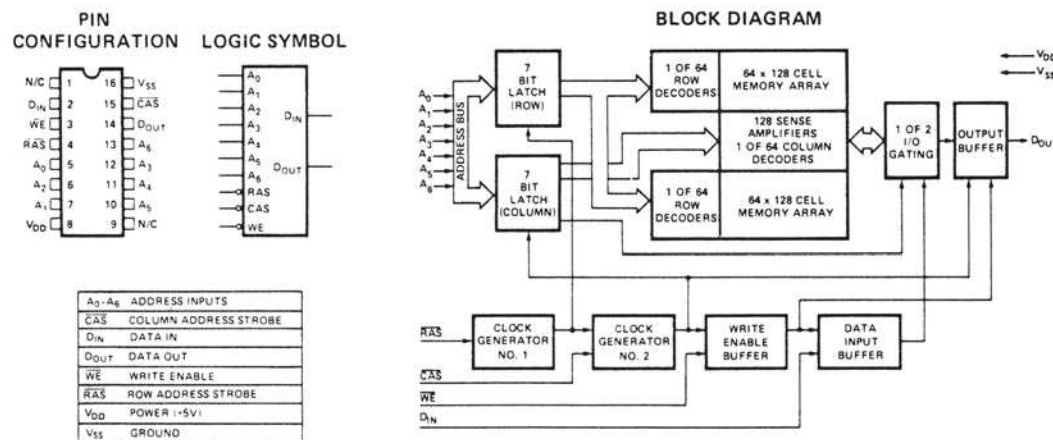 PIN
CONFIGURATION
N/C 1 16 VSS
DIN 2 15 CAS
WE 3 14 DOUT
RAS 4 13 A6
A0 5 12 A3
A2 6 11 A4
A1 7 10 A5
VDD 8 9 N/C
LOGIC SYMBOL
A0
A1
A2
A3
A4
A5
A6
RAS
CAS
WE
DIN
DOUT
A0-A6 ADDRESS INPUTS
CAS COLUMN ADDRESS STROBE
DIN DATA IN
DOUT DATA OUT
WE WRITE ENABLE
RAS ROW ADDRESS STROBE
VDD POWER (+5V)
VSS GROUND
BLOCK DIAGRAM
VDD
VSS
A0
A1
A2
A3
A4
A5
A6
ADDRESS BUS
7
BIT
LATCH
(ROW)
7
BIT
LATCH
(COLUMN)
1 OF 64
ROW
DECODERS
64 x 128 CELL
MEMORY ARRAY
128 SENSE
AMPLIFIERS
1 OF 64 COLUMN
DECODERS
1 OF 64
ROW
DECODERS
64 x 128 CELL
MEMORY ARRAY
1 OF 2
I/O
GATING
OUTPUT
BUFFER
DOUT
RAS
CLOCK
GENERATOR
NO. 1
CLOCK
GENERATOR
NO. 2
WRITE
ENABLE
BUFFER
DATA
INPUT
BUFFER
CAS
WE
DIN